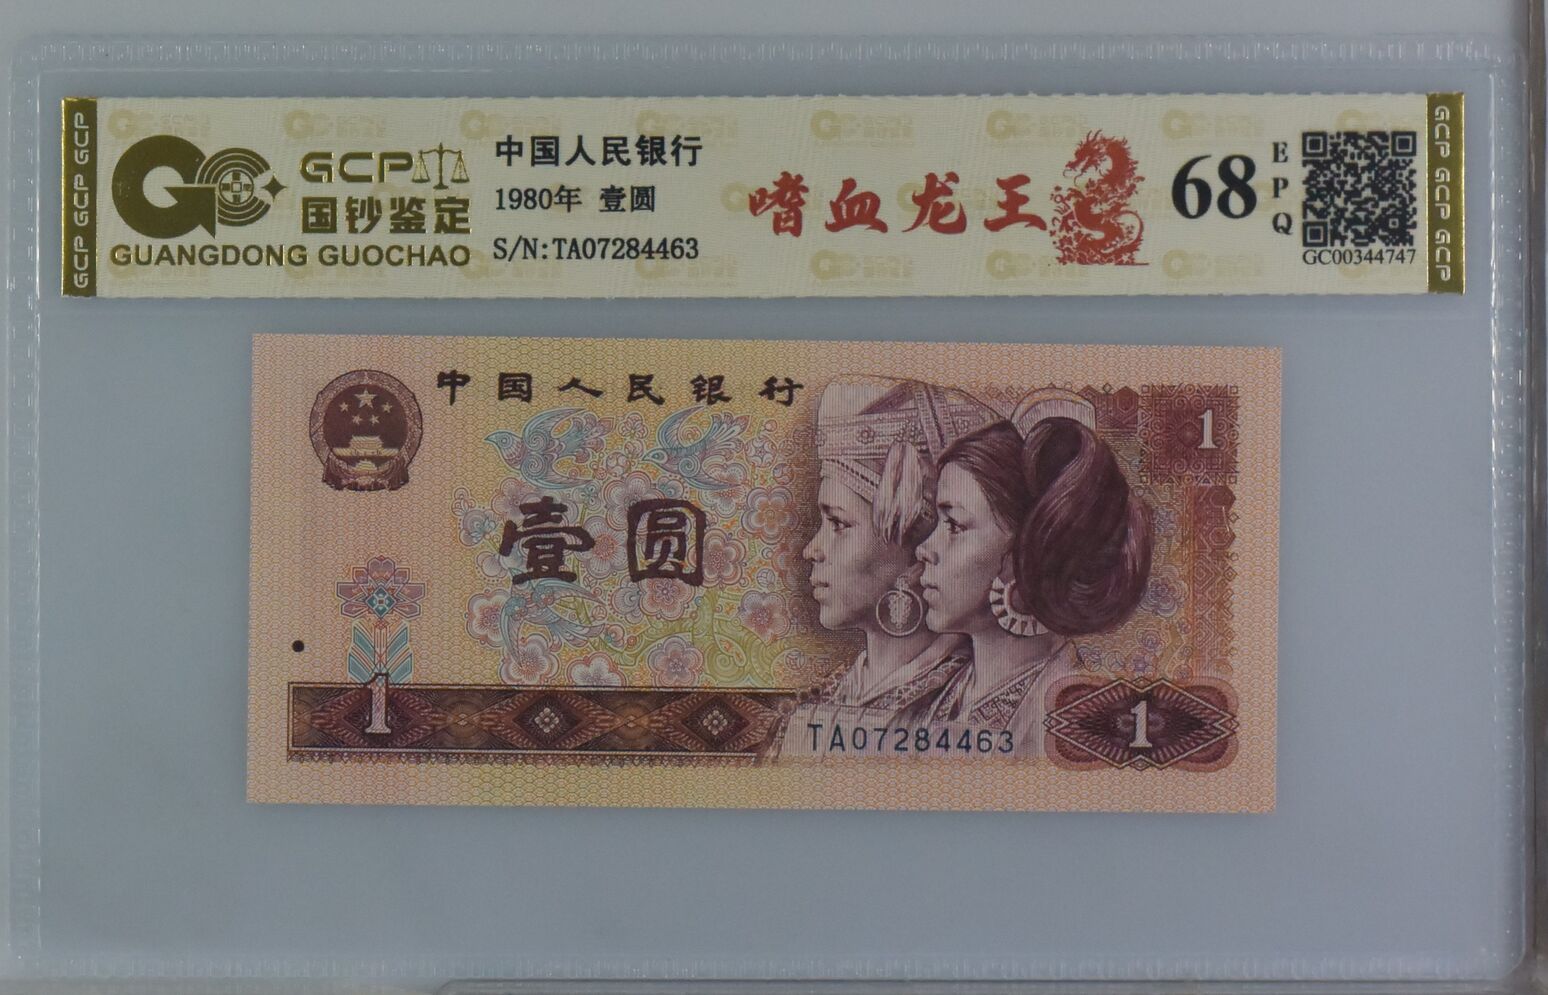 GCP GCP GCP
GCP
国钞鉴定
GUANGDONG GUOCHAO
中国人民银行
1980年 壹圆
S/N:TA07284463
嗜血龙王
68
EPQ
GC00344747
GCP GCP GCP
中国人民银行
1
壹圆
1
TA07284463
1